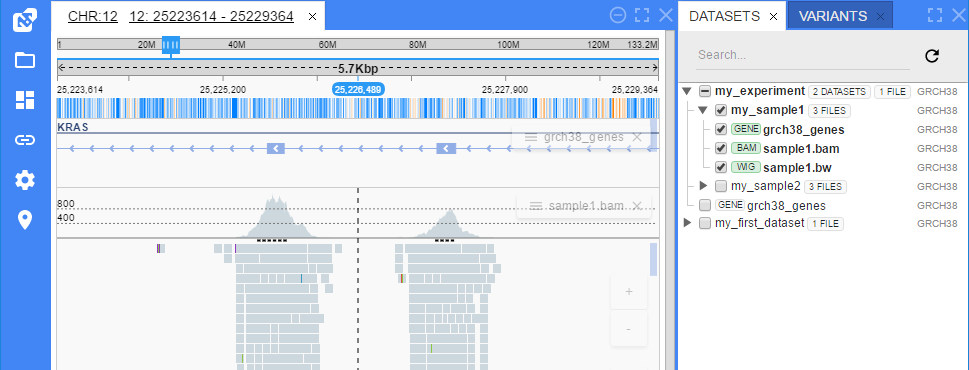 CHR:12 12: 25223614 - 25229364
1 20M 40M 60M 80M 100M 120M 133.2M
5.7Kbp
25,223,614 25,225,200 25,226,489 25,227,900 25,229,364
KRAS
grch38_genes
800
400
sample1.bam
+
-
DATASETS VARIANTS
Search...
my_experiment 2 DATASETS 1 FILE GRCH38
my_sample1 3 FILES GRCH38
GENE grch38_genes GRCH38
BAM sample1.bam GRCH38
WIG sample1.bw GRCH38
my_sample2 3 FILES GRCH38
GENE grch38_genes GRCH38
my_first_dataset 1 FILE GRCH38